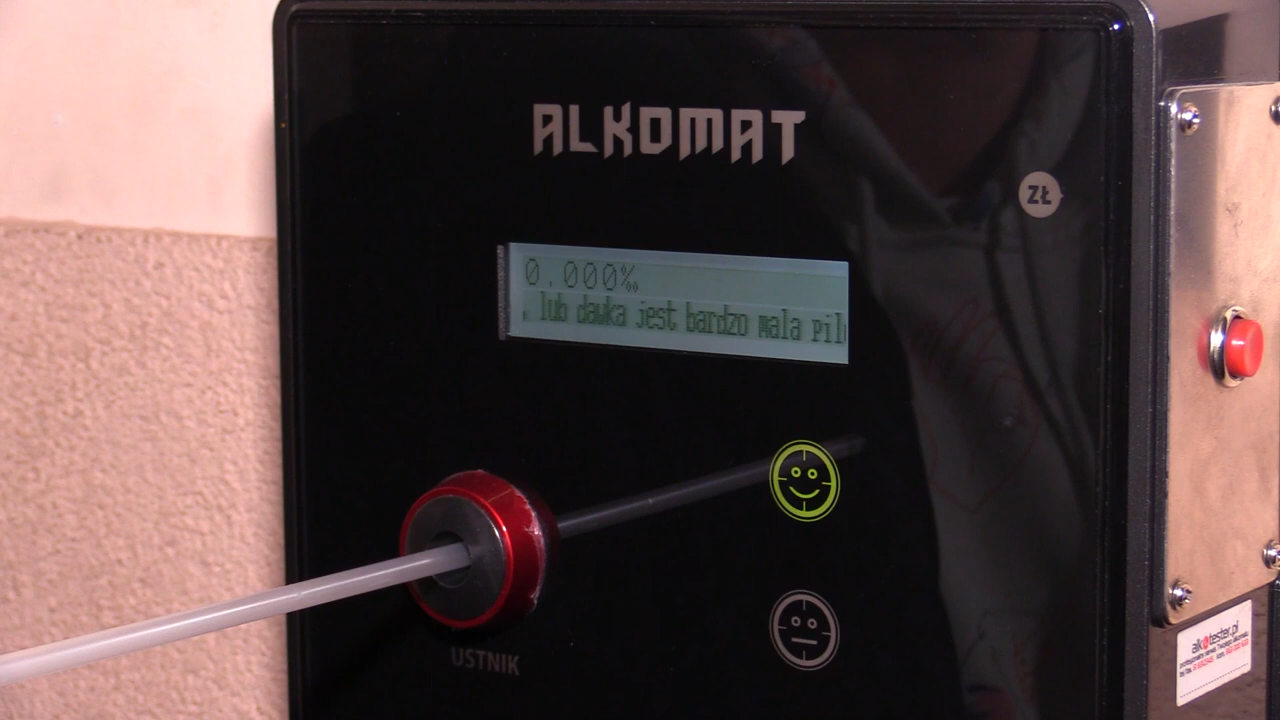 ALKOMAT
ZŁ
0.000‰
, lub dawka jest bardzo mala pil
USTNIK
alkotester.pl